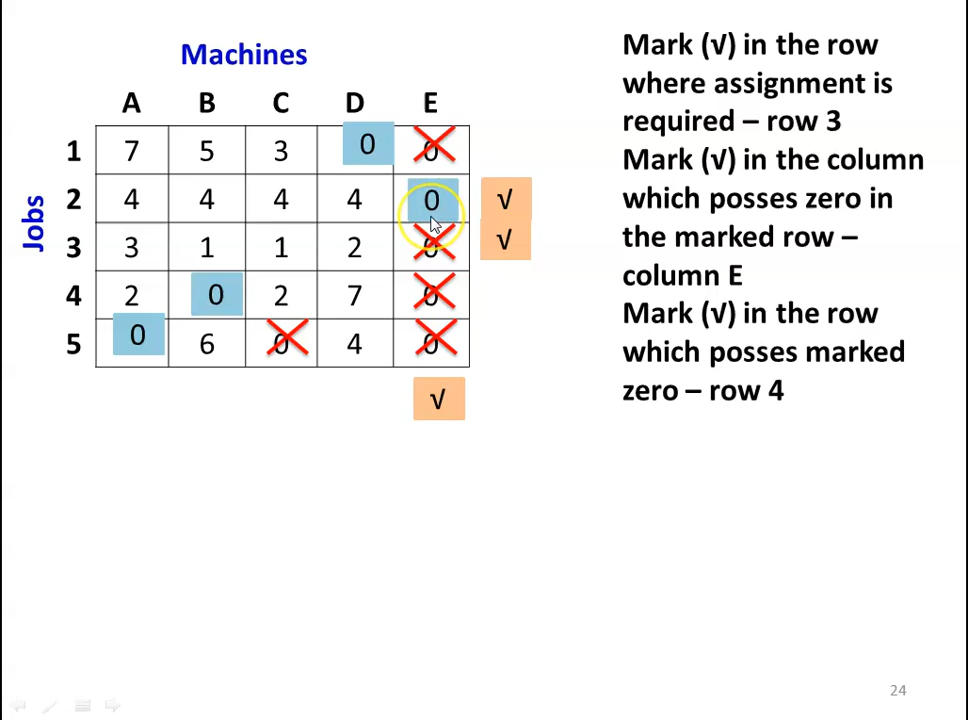 Machines
A B C D E
1 7 5 3 0 0
2 4 4 4 4 0 √
3 3 1 1 2 0 √
4 2 0 2 7 0
5 0 6 0 4 0
√
Jobs
Mark (√) in the row
where assignment is
required – row 3
Mark (√) in the column
which posses zero in
the marked row –
column E
Mark (√) in the row
which posses marked
zero – row 4
24